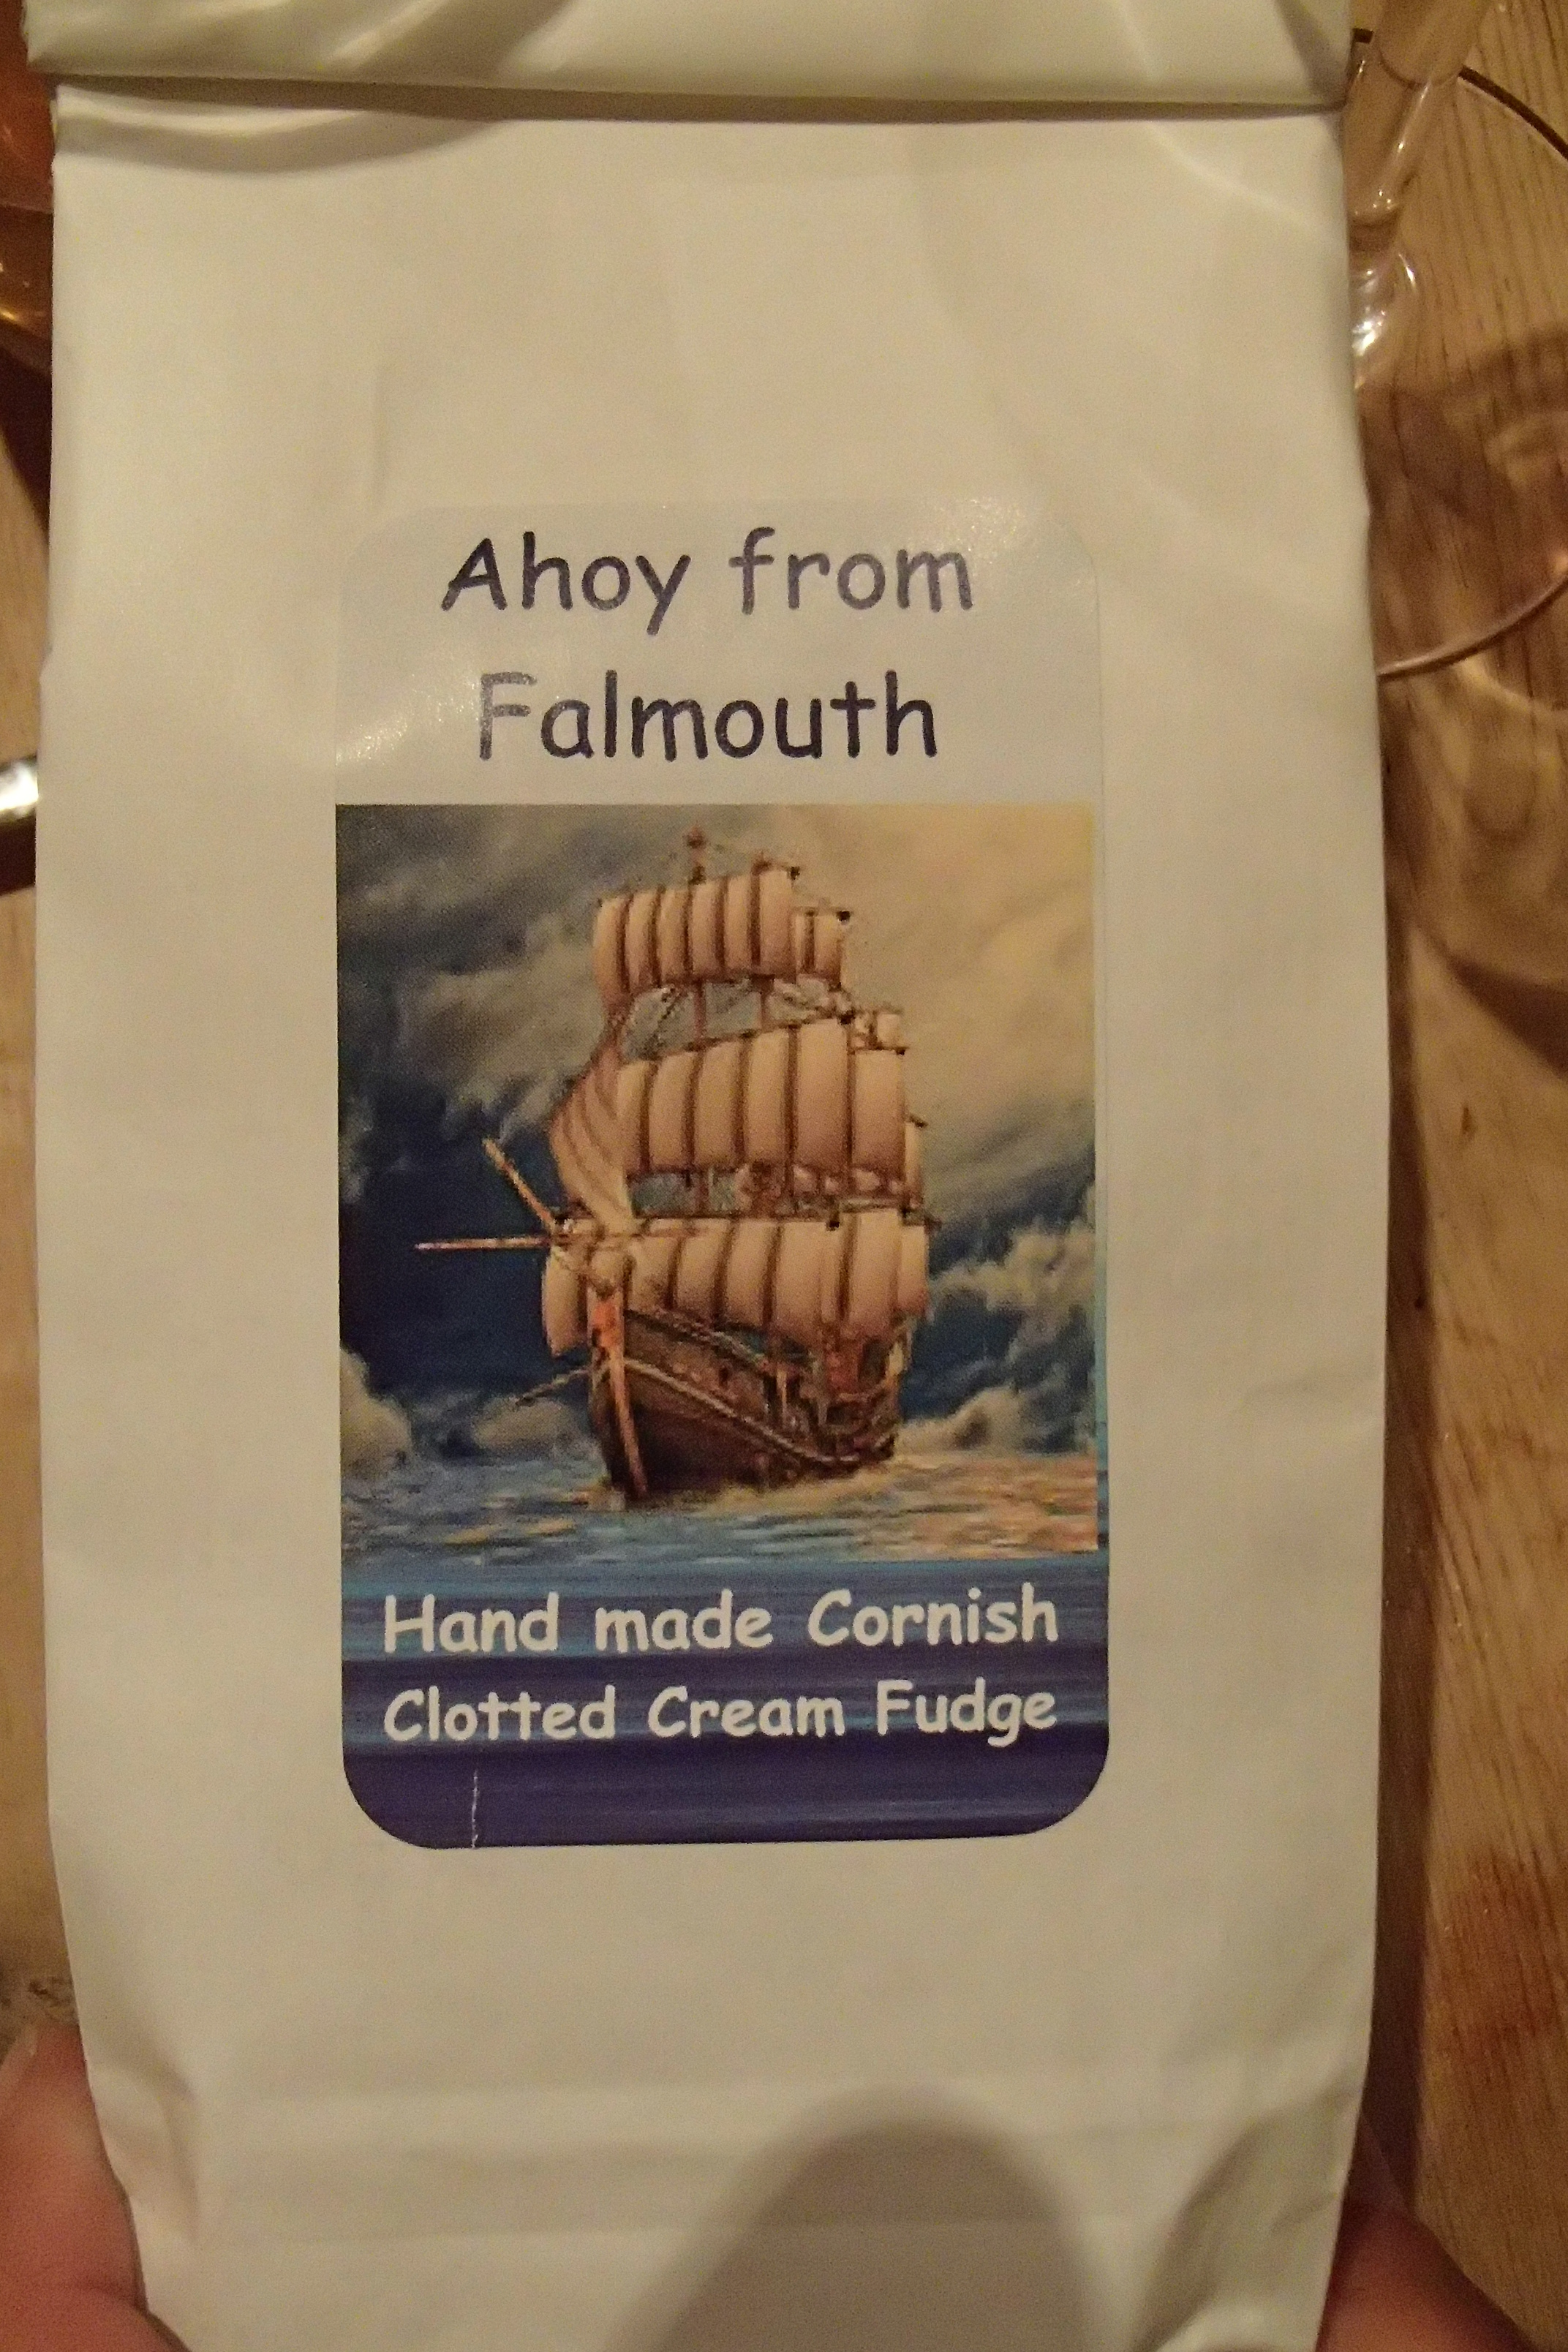 Ahoy from
Falmouth
Hand made Cornish
Clotted Cream Fudge